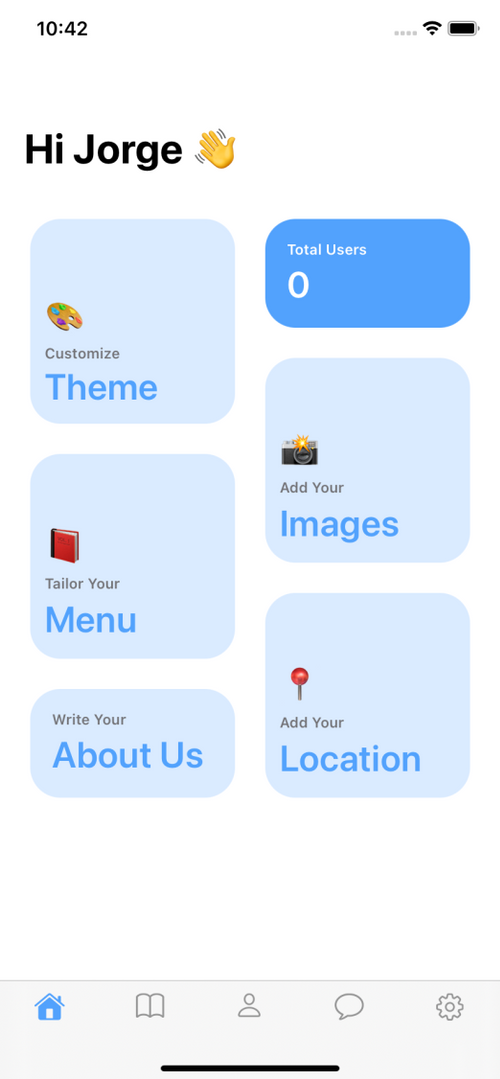 10:42
Hi Jorge 👋
Customize
Theme
Total Users
0
Add Your
Images
Tailor Your
Menu
Add Your
Location
Write Your
About Us